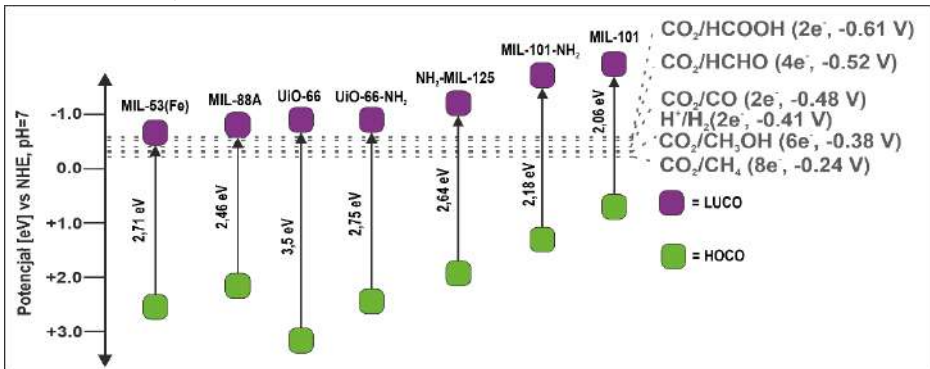 CO₂/HCOOH (2e⁻, -0.61 V)
CO₂/HCHO (4e⁻, -0.52 V)
CO₂/CO (2e⁻, -0.48 V)
H⁺/H₂(2e⁻, -0.41 V)
CO₂/CH₃OH (6e⁻, -0.38 V)
CO₂/CH₄ (8e⁻, -0.24 V)
= LUCO
= HOCO
MIL-53(Fe)
MIL-88A
UiO-66
UiO-66-NH₂
NH₂-MIL-125
MIL-101-NH₂
MIL-101
2,71 eV
2,46 eV
3,5 eV
2,75 eV
2,64 eV
2,18 eV
2,06 eV
Potencjał [eV] vs NHE, pH=7
-1.0
0.0
+1.0
+2.0
+3.0